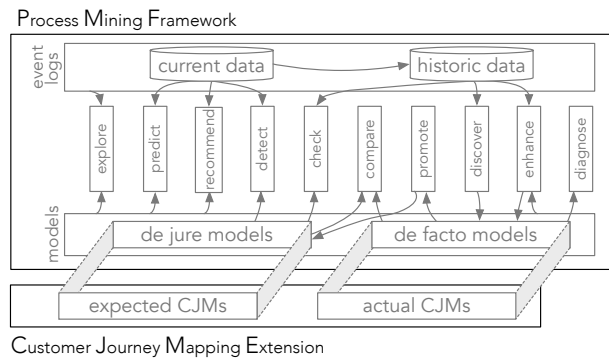 Process Mining Framework
event
logs
current data
historic data
explore
predict
recommend
detect
check
compare
promote
discover
enhance
diagnose
models
de jure models
de facto models
expected CJMs
actual CJMs
Customer Journey Mapping Extension